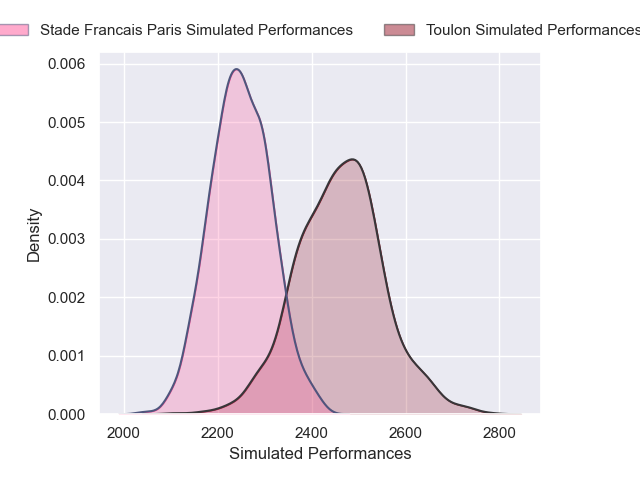 Stade Francais Paris Simulated Performances
Toulon Simulated Performances
0.006
0.005
0.004
0.003
0.002
0.001
0.000
Density
2000 2200 2400 2600 2800
Simulated Performances